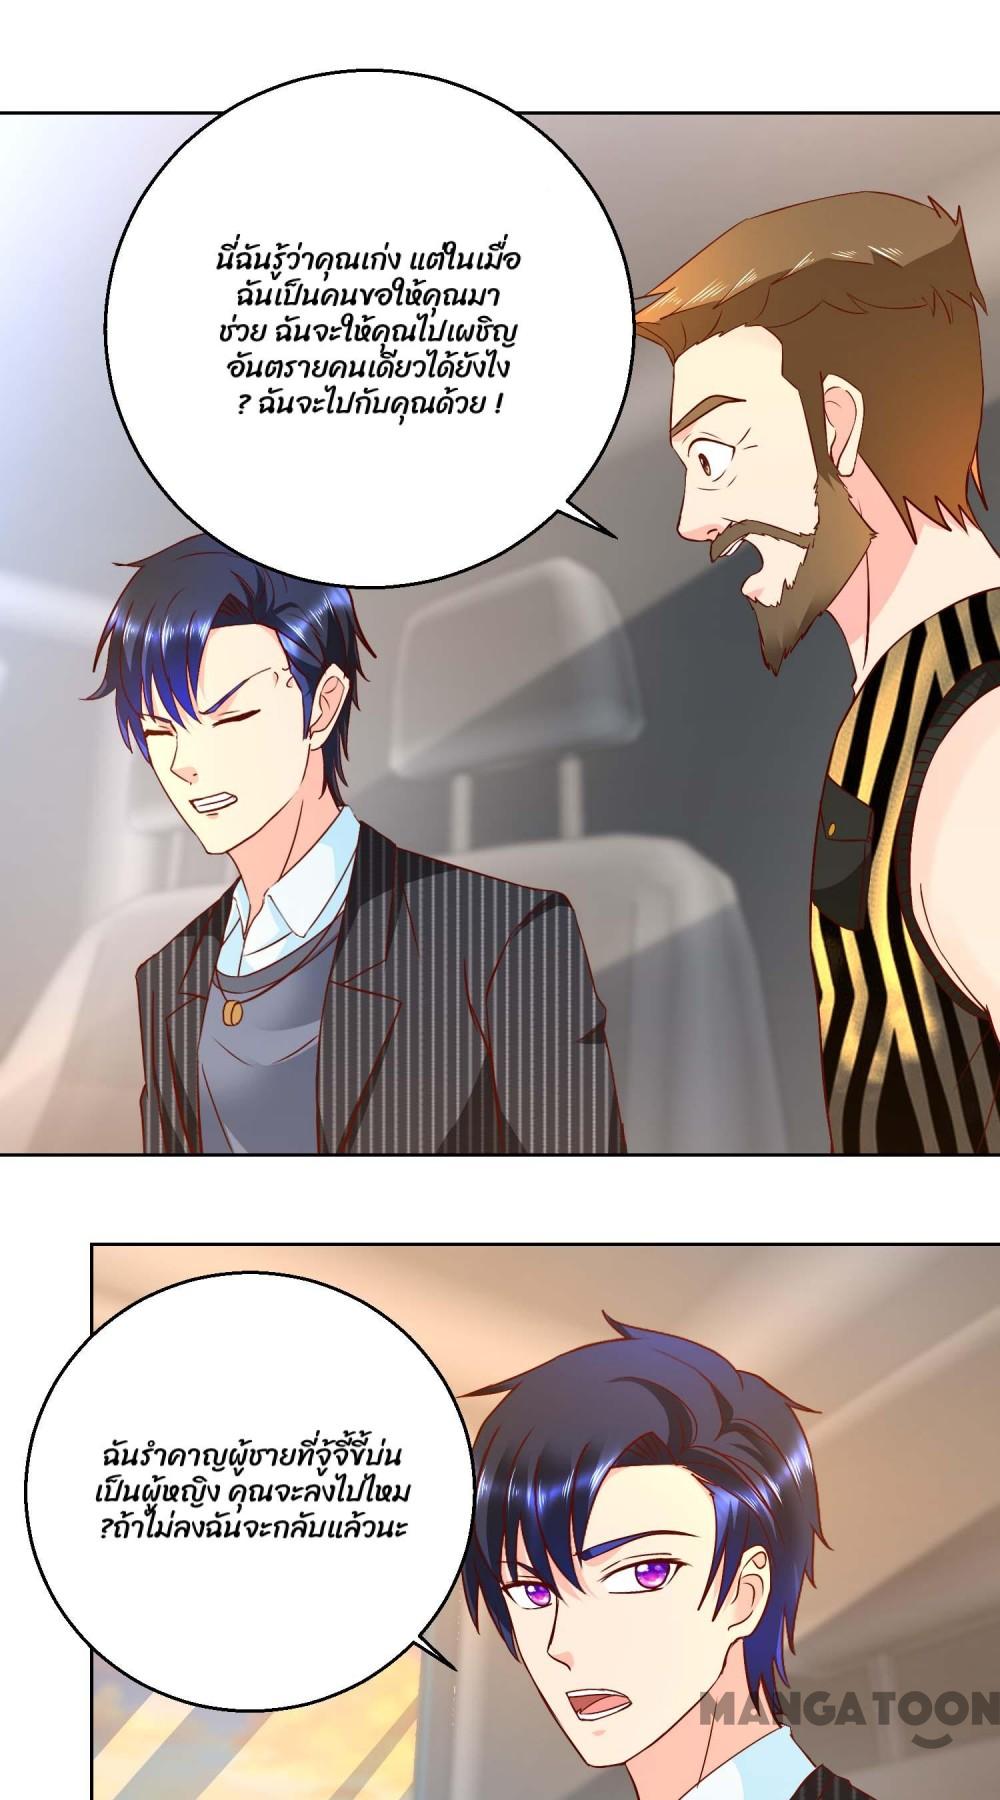 นี่ฉันรู้ว่าคุณเก่ง แต่ในเมื่อ
ฉันเป็นคนขอให้คุณมา
ช่วย ฉันจะให้คุณไปเผชิญ
อันตรายคนเดียวได้ยังไง
? ฉันจะไปกับคุณด้วย !
ฉันรำคาญผู้ชายที่จู้จี้ขี้บ่น
เป็นผู้หญิง คุณจะลงไปไหม
?ถ้าไม่ลงฉันจะกลับแล้วนะ
MANGATOON